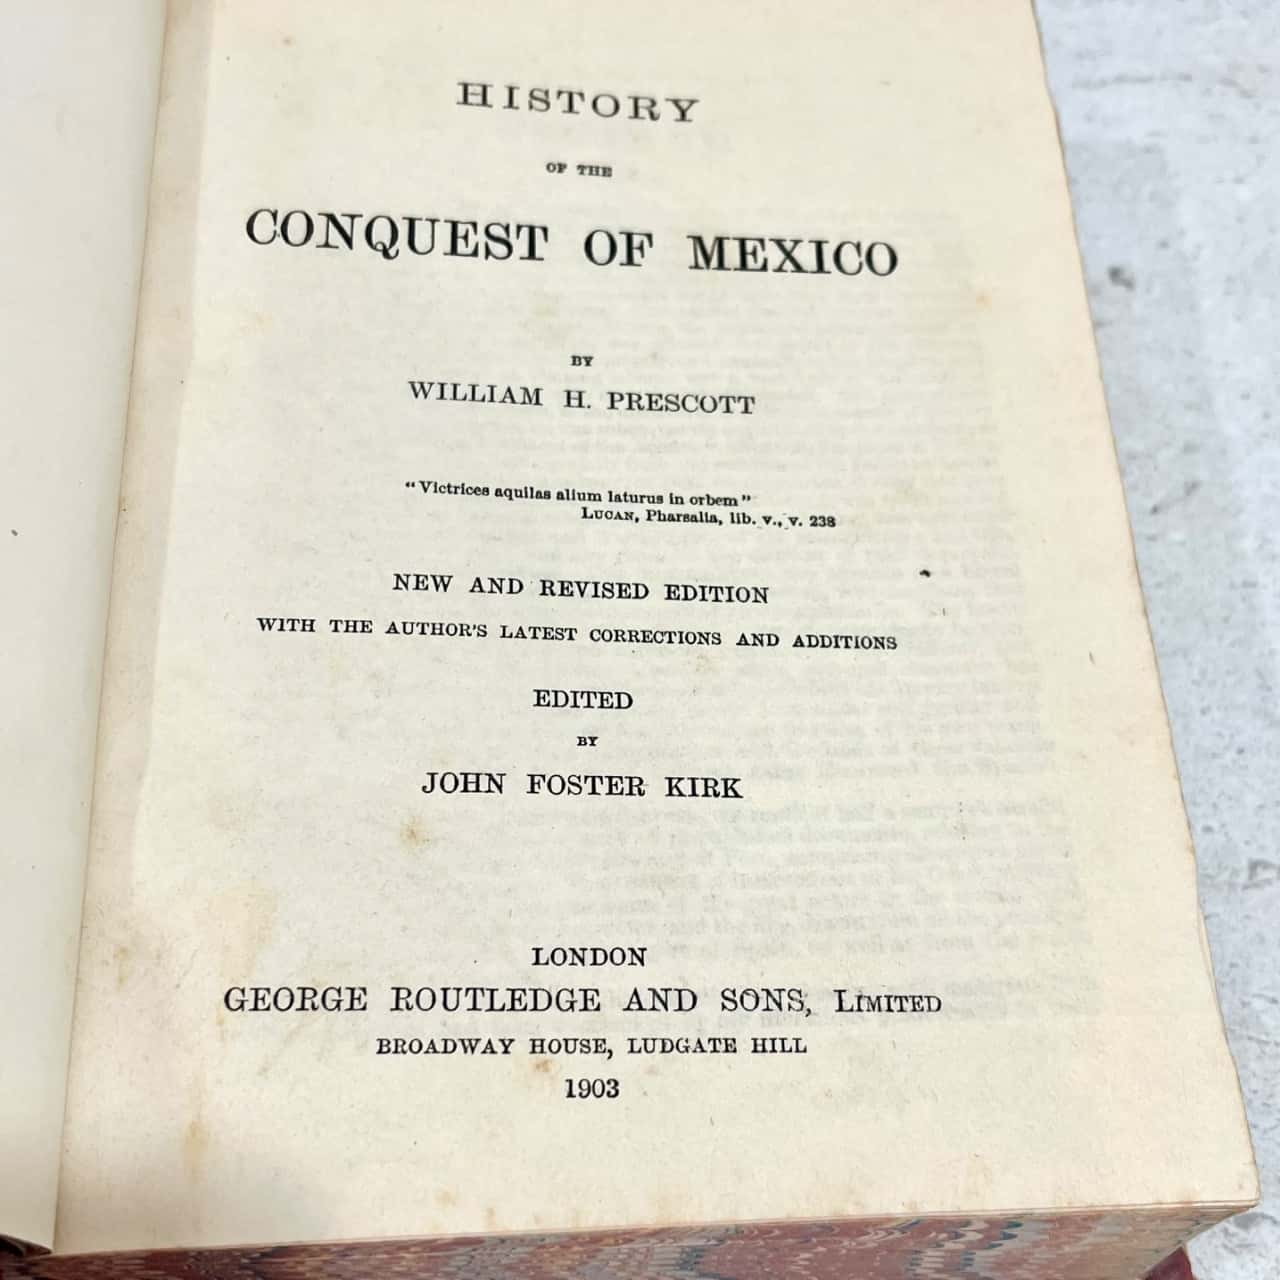 HISTORY
OF THE
CONQUEST OF MEXICO
BY
WILLIAM H. PRESCOTT
“Victrices aquilas alium laturus in orbem”
LUCAN, Pharsalia, lib. v., v. 238
NEW AND REVISED EDITION
WITH THE AUTHOR'S LATEST CORRECTIONS AND ADDITIONS
EDITED
BY
JOHN FOSTER KIRK
LONDON
GEORGE ROUTLEDGE AND SONS, LIMITED
BROADWAY HOUSE, LUDGATE HILL
1903